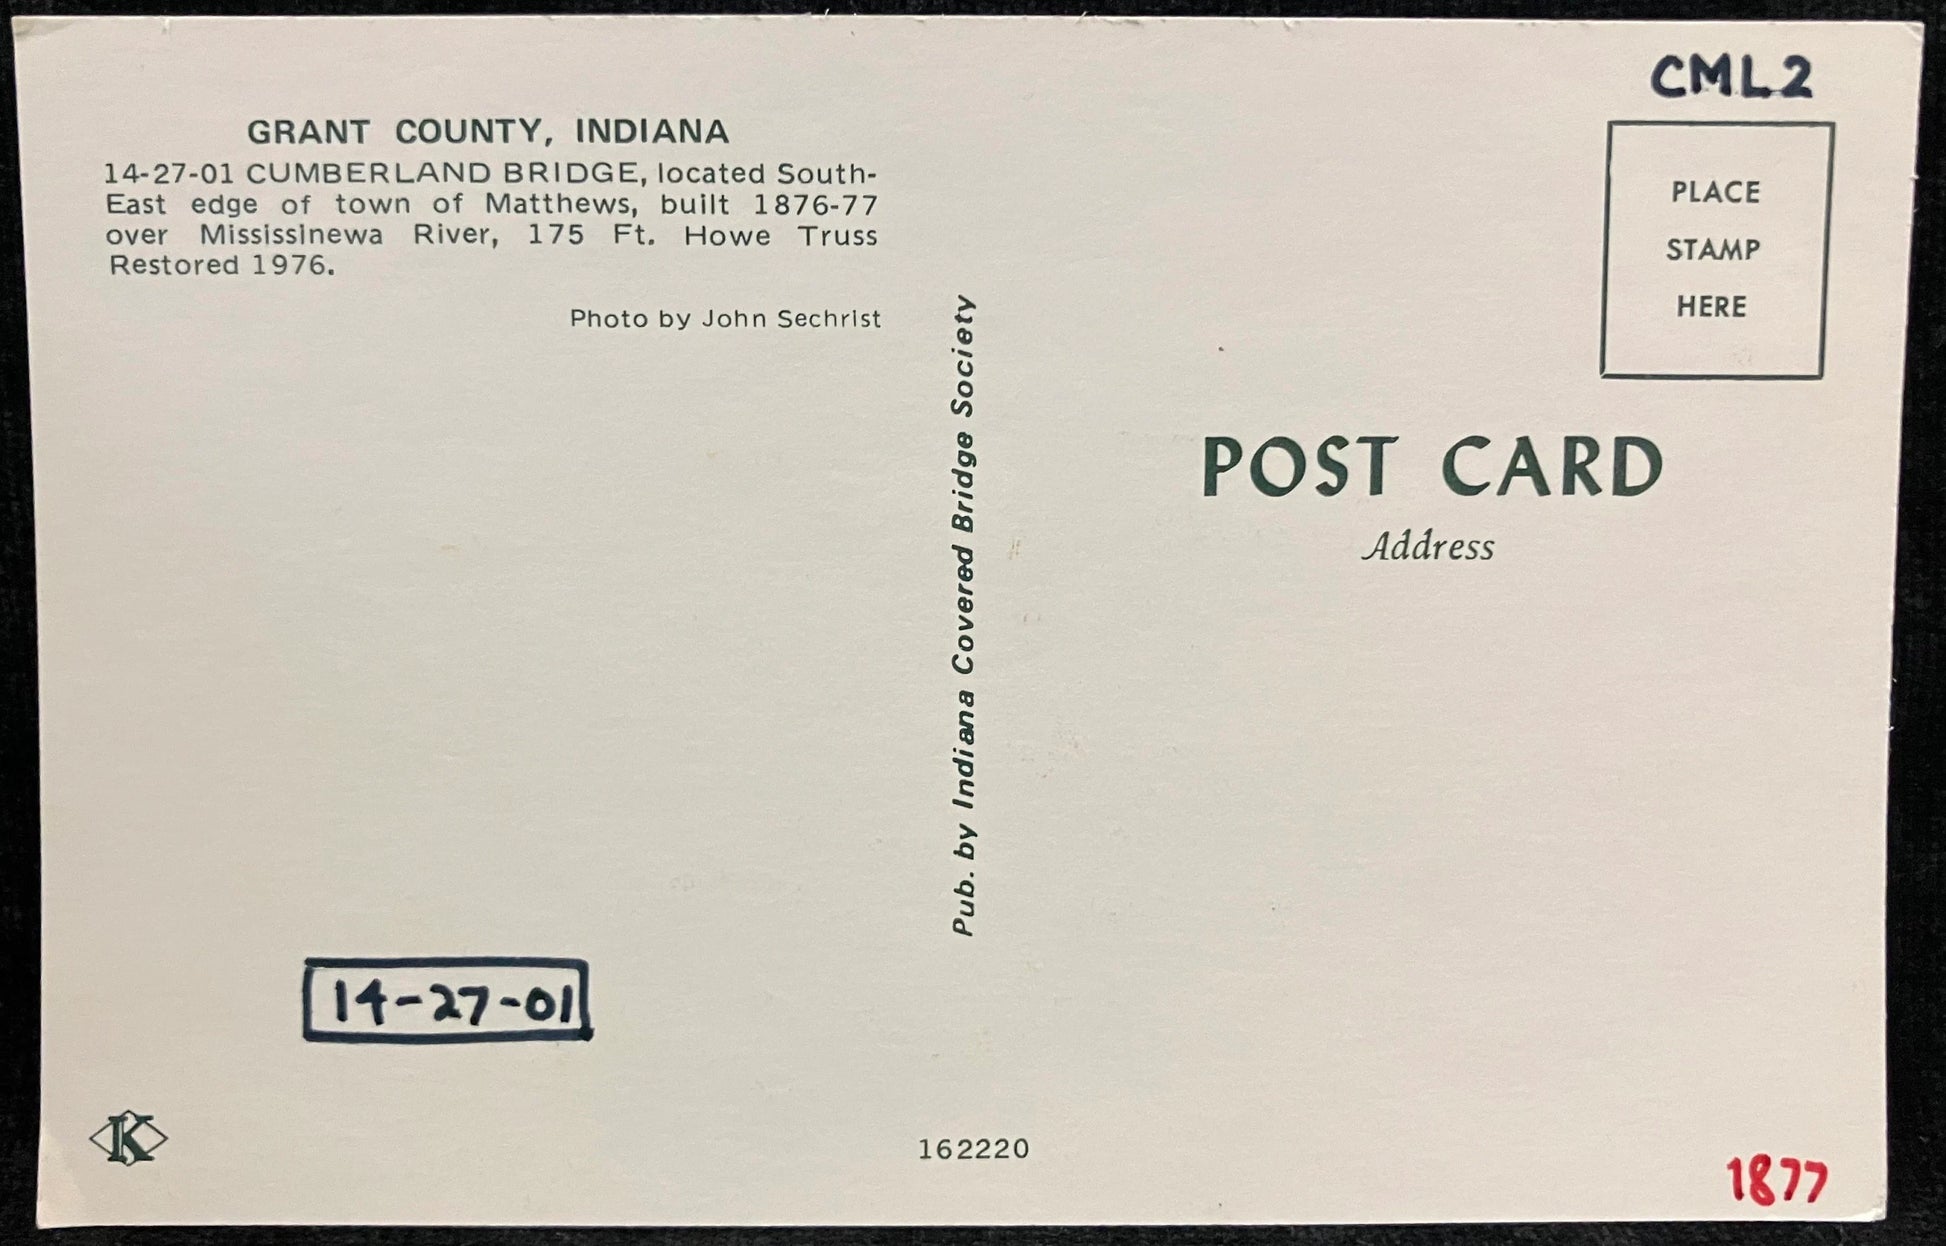 CML2
GRANT COUNTY, INDIANA
14-27-01 CUMBERLAND BRIDGE, located South-
East edge of town of Matthews, built 1876-77
over Mississinewa River, 175 Ft. Howe Truss
Restored 1976.
Photo by John Sechrist
Pub. by Indiana Covered Bridge Society
PLACE
STAMP
HERE
POST CARD
Address
14-27-01
K
162220
1877